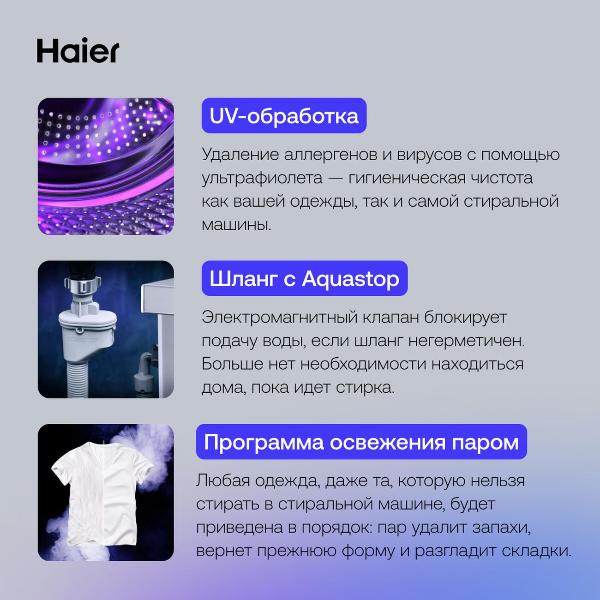 Haier
UV-обработка
Удаление аллергенов и вирусов с помощью
ультрафиолета — гигиеническая чистота
как вашей одежды, так и самой стиральной
машины.
Шланг с Aquastop
Электромагнитный клапан блокирует
подачу воды, если шланг негерметичен.
Больше нет необходимости находиться
дома, пока идет стирка.
Программа освежения паром
Любая одежда, даже та, которую нельзя
стирать в стиральной машине, будет
приведена в порядок: пар удалит запахи,
вернет прежнюю форму и разгладит складки.